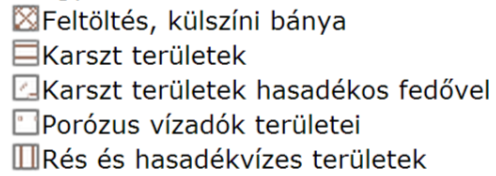 Feltöltés, külszíni bánya
Karszt területek
Karszt területek hasadékos fedővel
Porózus vízadók területei
Rés és hasadékvízes területek